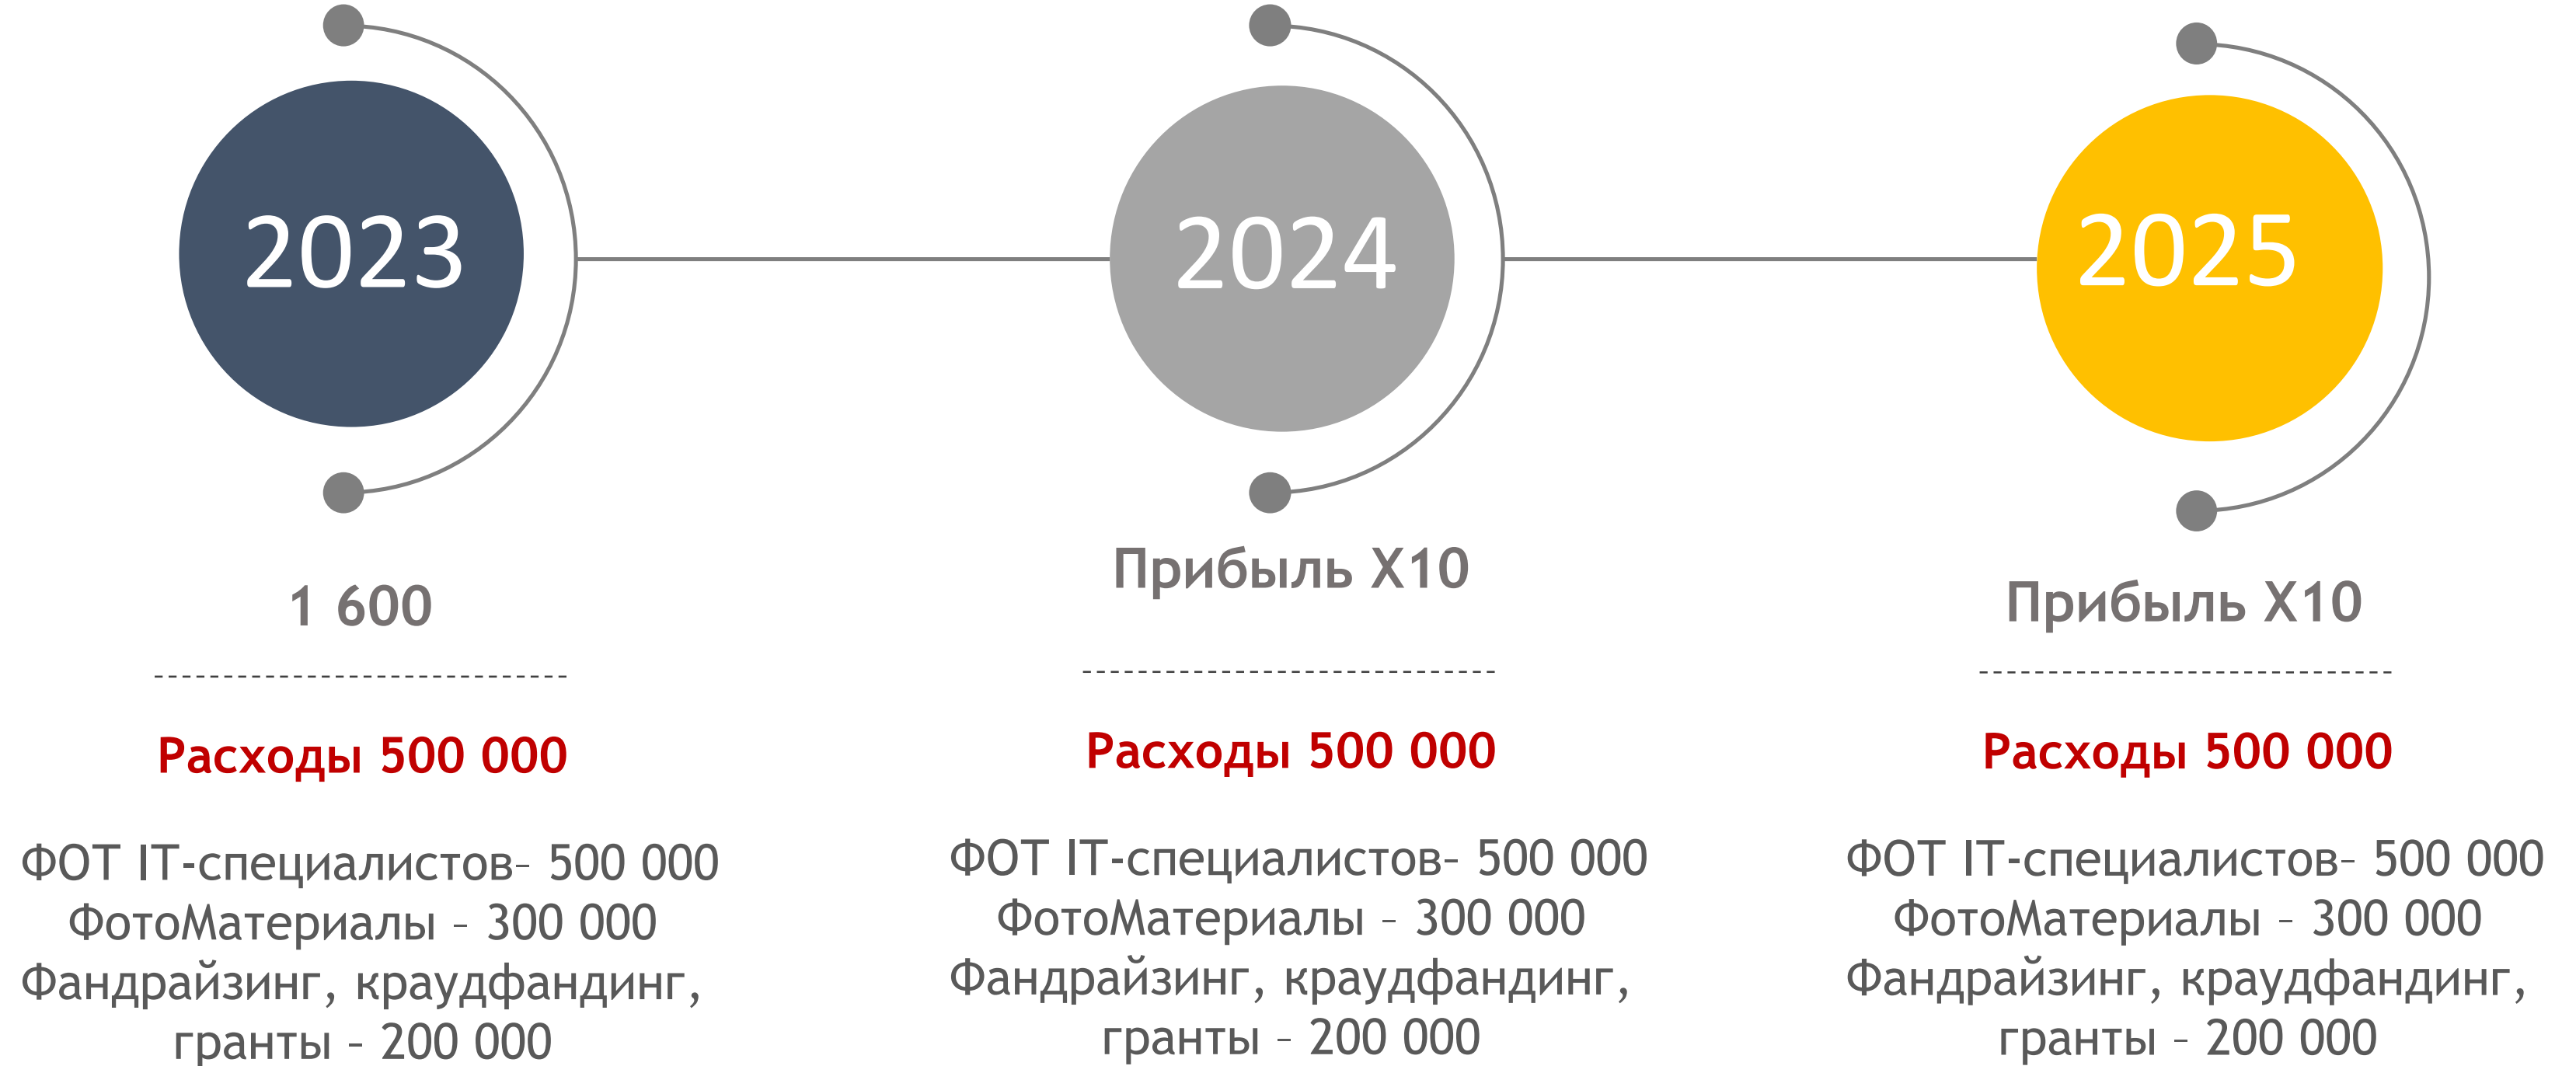 2023
2024
2025
1 600
Прибыль X10
Прибыль X10
Расходы 500 000
Расходы 500 000
Расходы 500 000
ФОТ IT-специалистов– 500 000
ФотоМатериалы – 300 000
Фандрайзинг, краудфандинг,
гранты – 200 000
ФОТ IT-специалистов– 500 000
ФотоМатериалы – 300 000
Фандрайзинг, краудфандинг,
гранты – 200 000
ФОТ IT-специалистов– 500 000
ФотоМатериалы – 300 000
Фандрайзинг, краудфандинг,
гранты – 200 000